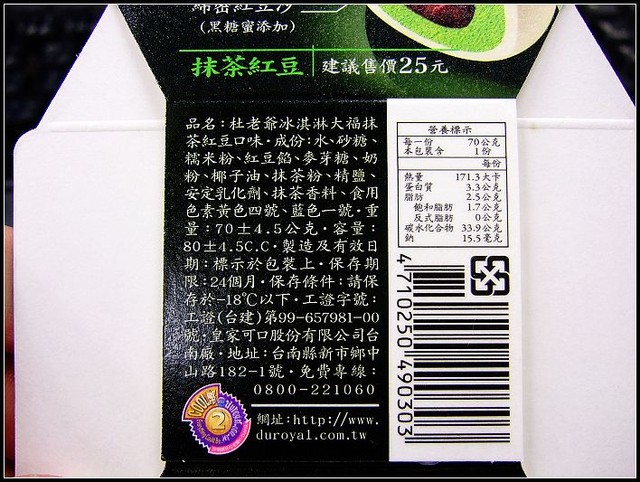 綿密紅豆沙
(黑糖蜜添加)
抹茶紅豆 建議售價25元
品名:杜老爺冰淇淋大福抹
茶紅豆口味·成份:水、砂糖、
糯米粉、紅豆餡、麥芽糖、奶
粉、椰子油、抹茶粉、精鹽、
安定乳化劑、抹茶香料、食用
色素黃色四號、藍色一號·重
量:70±4.5公克·容量:
80±4.5C.C·製造及有效日
期:標示於包裝上·保存期
限:24個月·保存條件:請保
存於-18℃以下·工證字號:
工證(台建)第99-657981-00
號·皇家可口股份有限公司台
南廠·地址:台南縣新市鄉中
山路182-1號·免費專線:
0800-221060
網址:http://www.
duroyal.com.tw
COOL
2
營養標示
每一份 70公克
本包裝含 1份
每份
熱量 171.3大卡
蛋白質 3.3公克
脂肪 2.5公克
飽和脂肪 1.7公克
反式脂肪 0公克
碳水化合物 33.9公克
鈉 15.5毫克
4 710250 490303